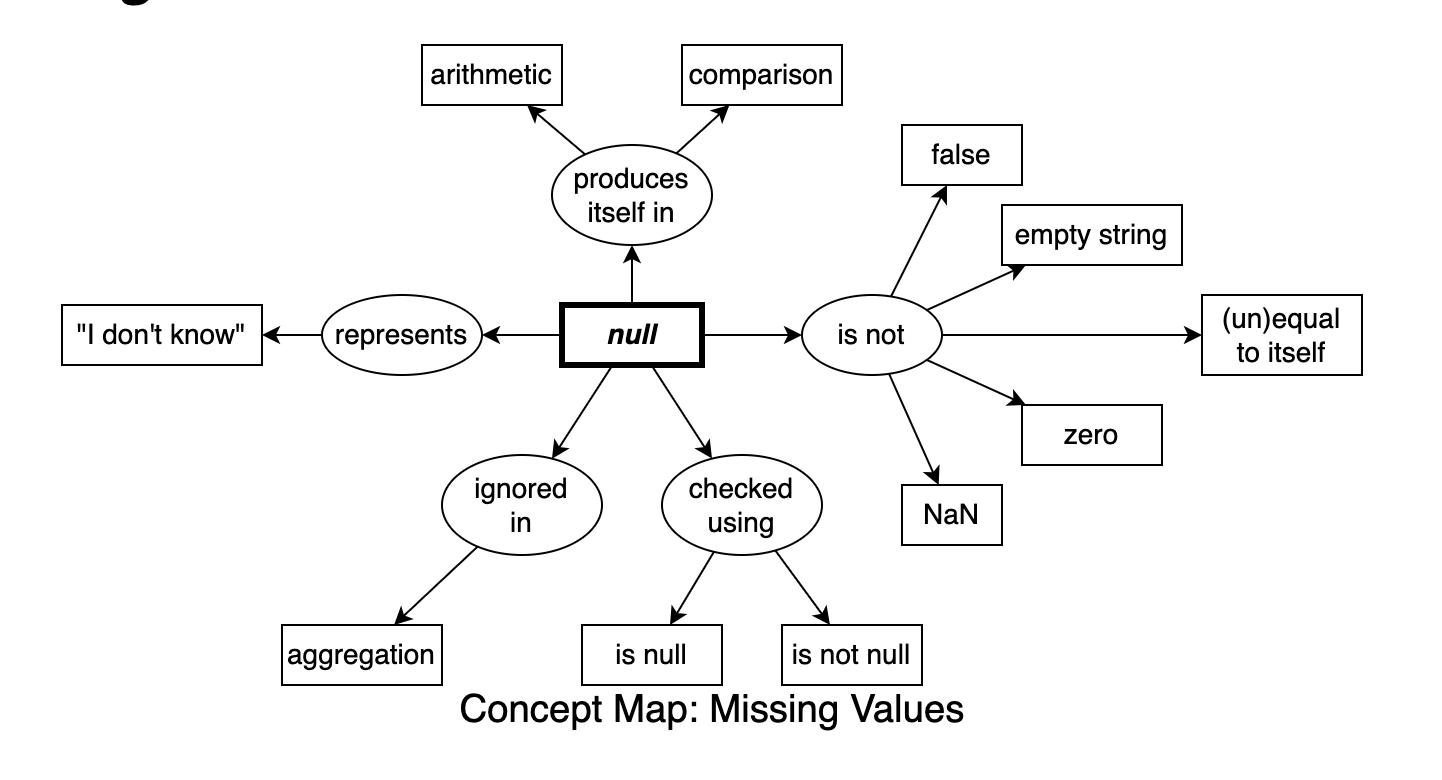 arithmetic
comparison
produces
itself in
false
empty string
"I don't know"
represents
null
is not
(un)equal
to itself
zero
ignored
in
checked
using
NaN
aggregation
is null
is not null
Concept Map: Missing Values